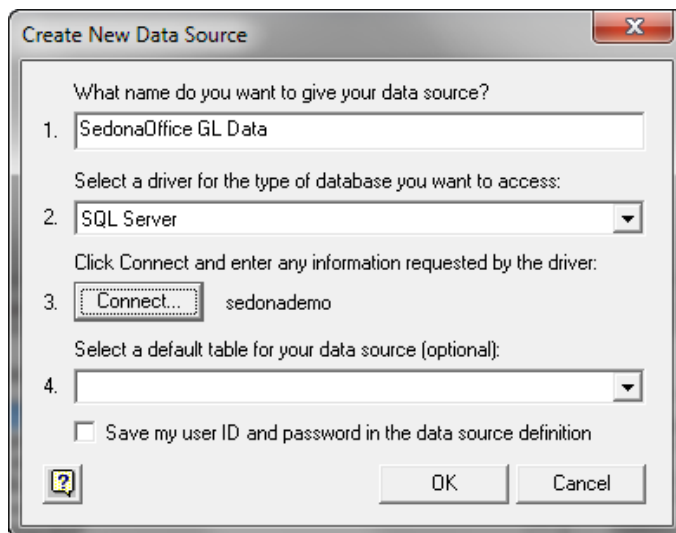 Create New Data Source
What name do you want to give your data source?
1.
SedonaOffice GL Data
Select a driver for the type of database you want to access:
2.
SQL Server
Click Connect and enter any information requested by the driver:
3.
Connect...
sedonademo
Select a default table for your data source (optional):
4.
Save my user ID and password in the data source definition
?
OK
Cancel